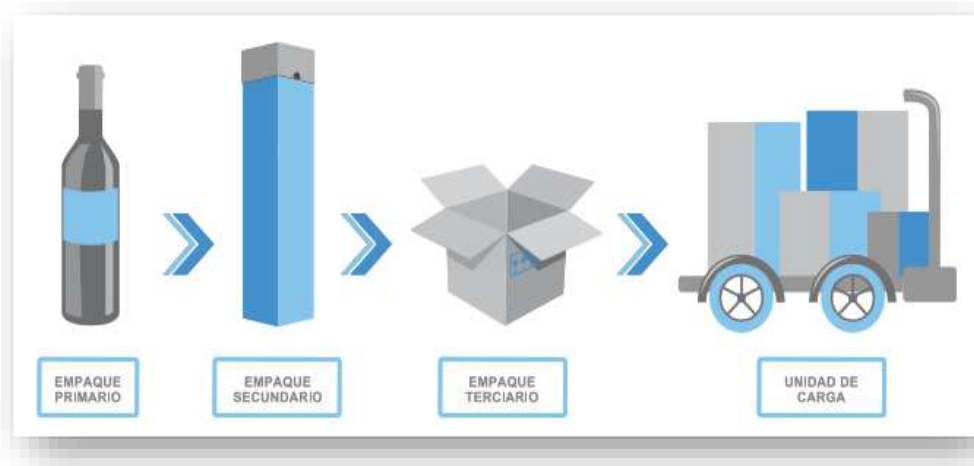 EMPAQUE
PRIMARIO
EMPAQUE
SECUNDARIO
EMPAQUE
TERCIARIO
UNIDAD DE
CARGA